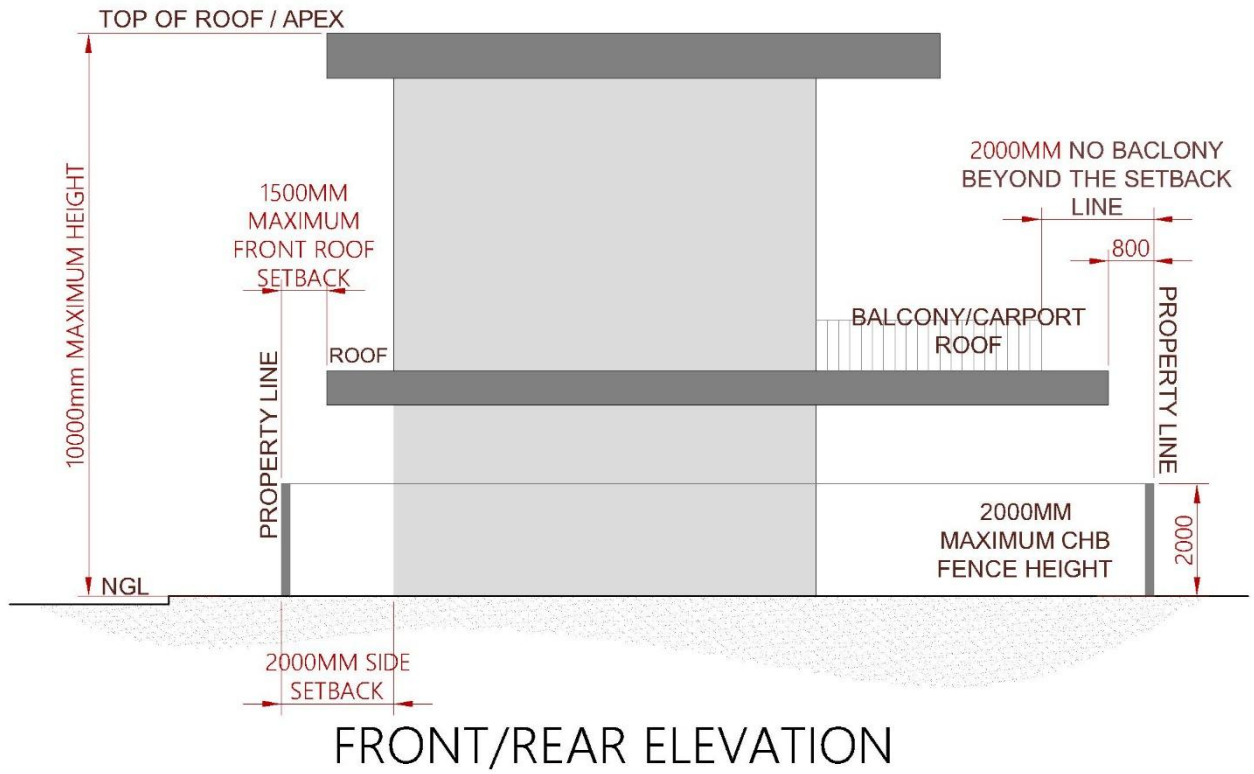 TOP OF ROOF / APEX
10000mm MAXIMUM HEIGHT
1500MM
MAXIMUM
FRONT ROOF
SETBACK
2000MM NO BACLONY
BEYOND THE SETBACK
LINE
800
PROPERTY LINE
ROOF
BALCONY/CARPORT
ROOF
PROPERTY LINE
2000MM
MAXIMUM CHB
FENCE HEIGHT
2000
NGL
2000MM SIDE
SETBACK
FRONT/REAR ELEVATION